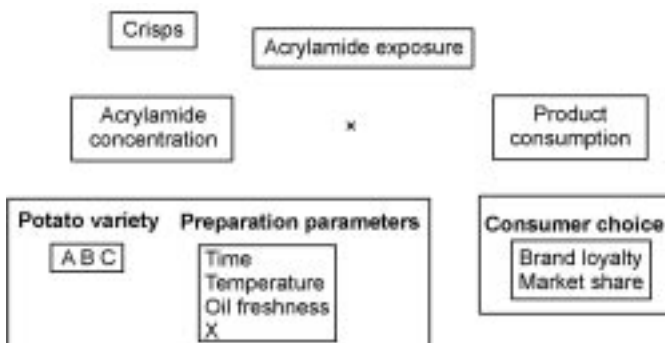 Crisps
Acrylamide exposure
Acrylamide
concentration
×
Product
consumption
Potato variety
Preparation parameters
A B C
Time
Temperature
Oil freshness
X
Consumer choice
Brand loyalty
Market share